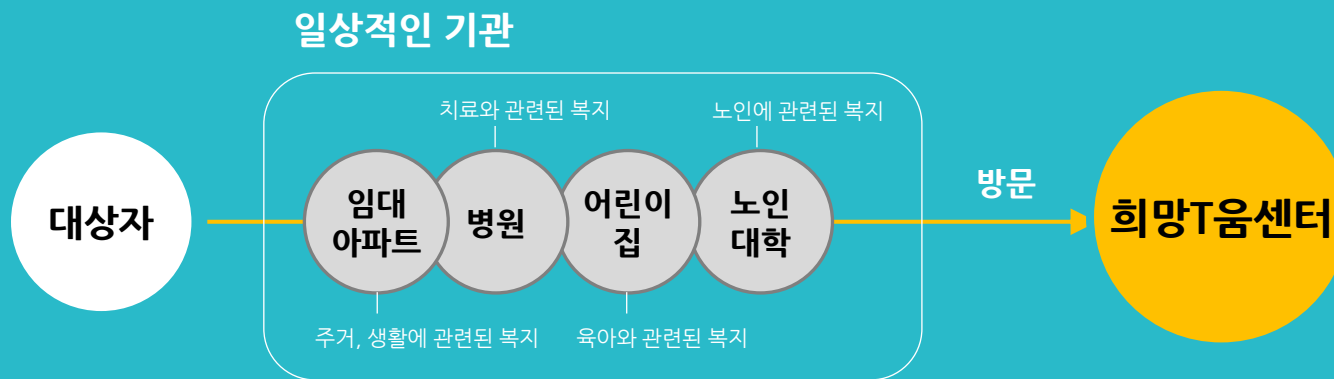 일상적인 기관
치료와 관련된 복지
노인에 관련된 복지
대상자
임대
아파트
병원
어린이
집
노인
대학
방문
희망T움센터
주거, 생활에 관련된 복지
육아와 관련된 복지